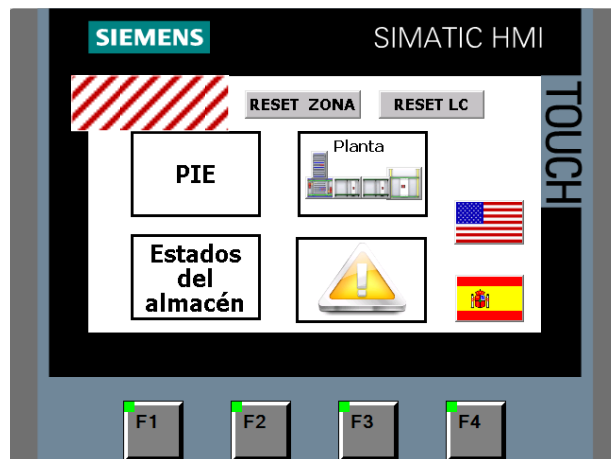 SIEMENS
SIMATIC HMI
TOUCH
RESET ZONA
RESET LC
PIE
Planta
Estados
del
almacén
F1
F2
F3
F4